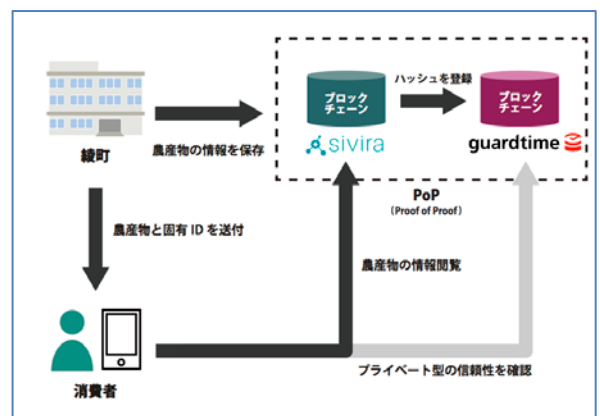 ブロック
チェーン
ハッシュを登録
ブロック
チェーン
sivira
guardtime
綾町
農産物の情報を保存
PoP
(Proof of Proof)
農産物と固有 ID を送付
農産物の情報閲覧
消費者
プライベート型の信頼性を確認